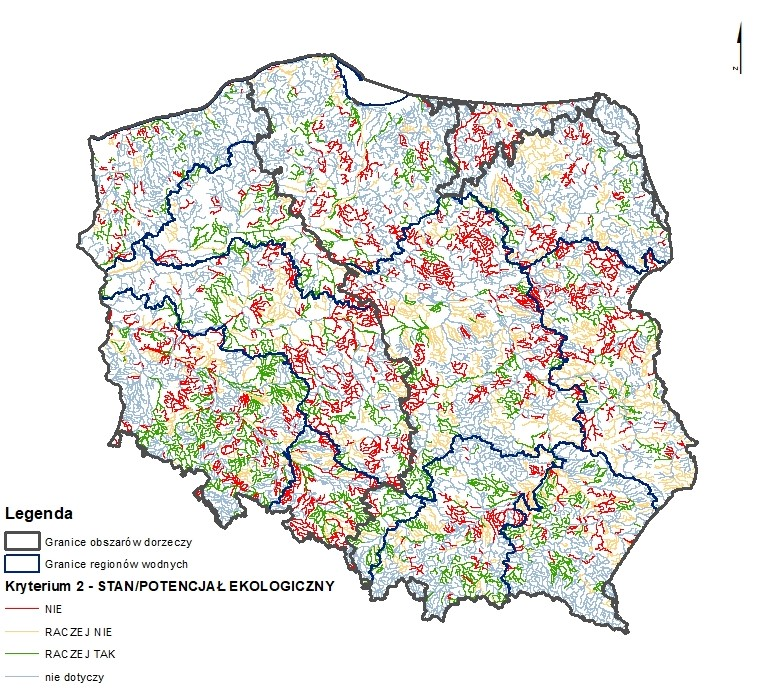 z
Legenda
Granice obszarów dorzeczy
Granice regionów wodnych
Kryterium 2 - STAN/POTENCJAŁ EKOLOGICZNY
NIE
RACZEJ NIE
RACZEJ TAK
nie dotyczy